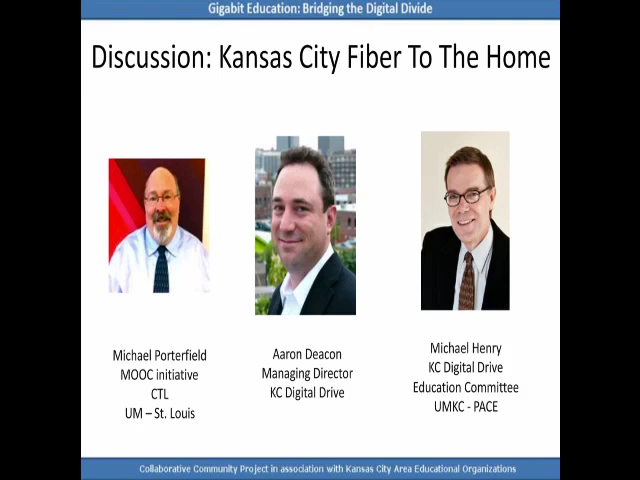 Gigabit Education: Bridging the Digital Divide
Discussion: Kansas City Fiber To The Home
Michael Porterfield
MOOC initiative
CTL
UM – St. Louis
Aaron Deacon
Managing Director
KC Digital Drive
Michael Henry
KC Digital Drive
Education Committee
UMKC - PACE
Collaborative Community Project in association with Kansas City Area Educational Organizations